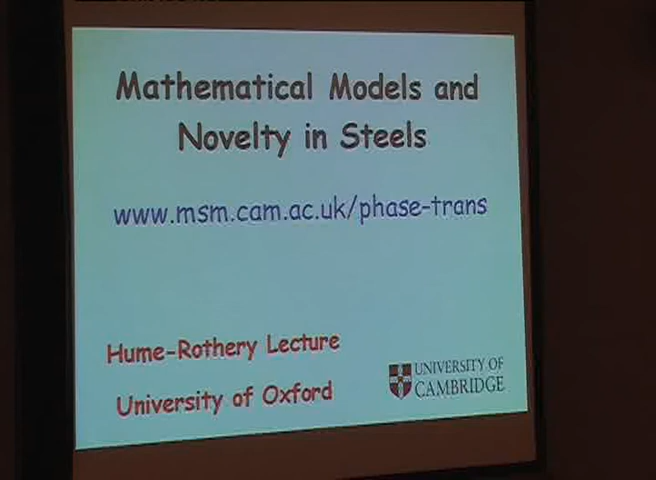 Mathematical Models and
Novelty in Steels
www.msm.cam.ac.uk/phase-trans
Hume-Rothery Lecture
University of Oxford
UNIVERSITY OF
CAMBRIDGE